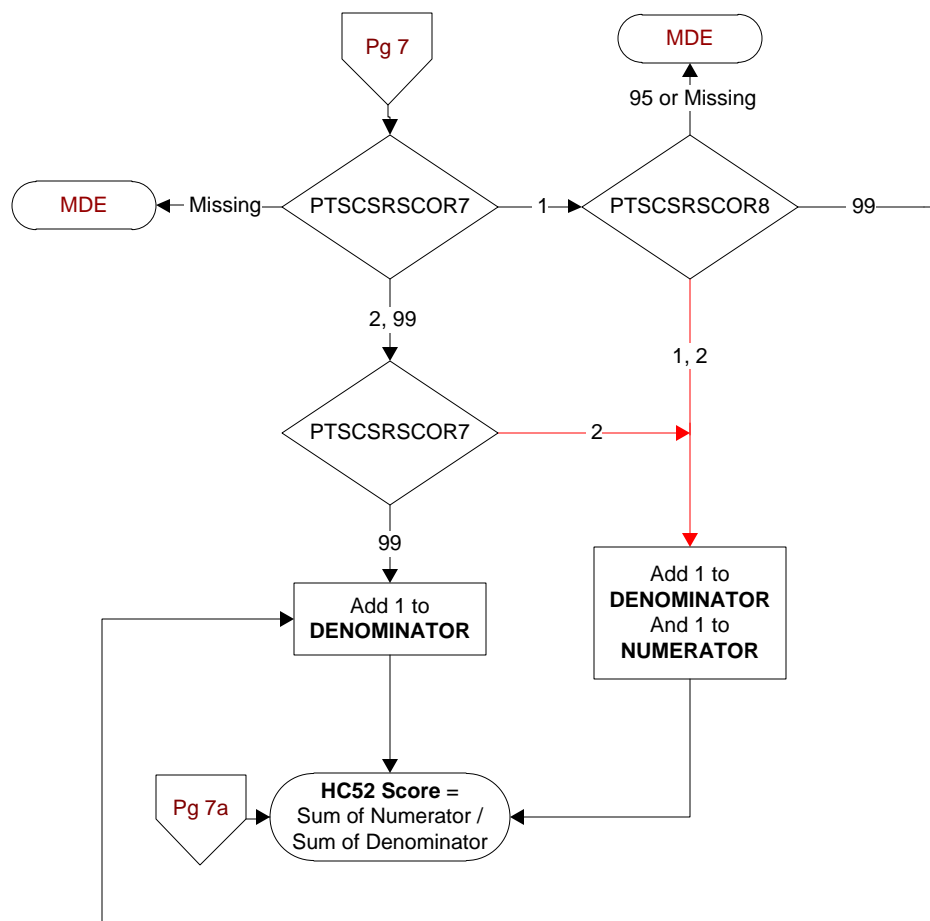 Pg 7
MDE
95 or Missing
MDE
Missing
PTSCSRSCOR7
1
PTSCSRSCOR8
99
2, 99
1, 2
PTSCSRSCOR7
2
99
Add 1 to
DENOMINATOR
Add 1 to
DENOMINATOR
And 1 to
NUMERATOR
Pg 7a
HC52 Score =
Sum of Numerator /
Sum of Denominator